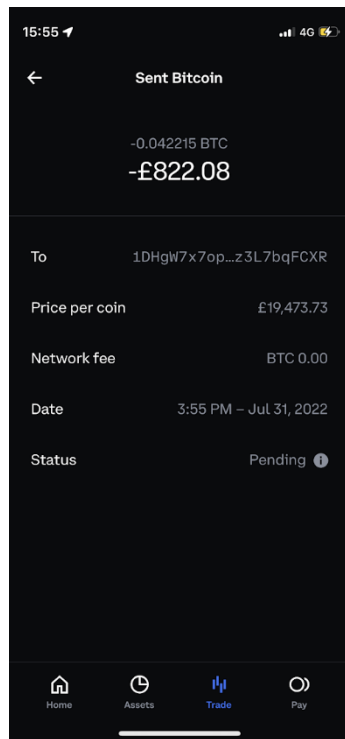 15:55 4G
Sent Bitcoin
-0.042215 BTC
-£822.08
To 1DHgW7x7op…z3L7bqFCXR
Price per coin £19,473.73
Network fee BTC 0.00
Date 3:55 PM – Jul 31, 2022
Status Pending
Home Assets Trade Pay